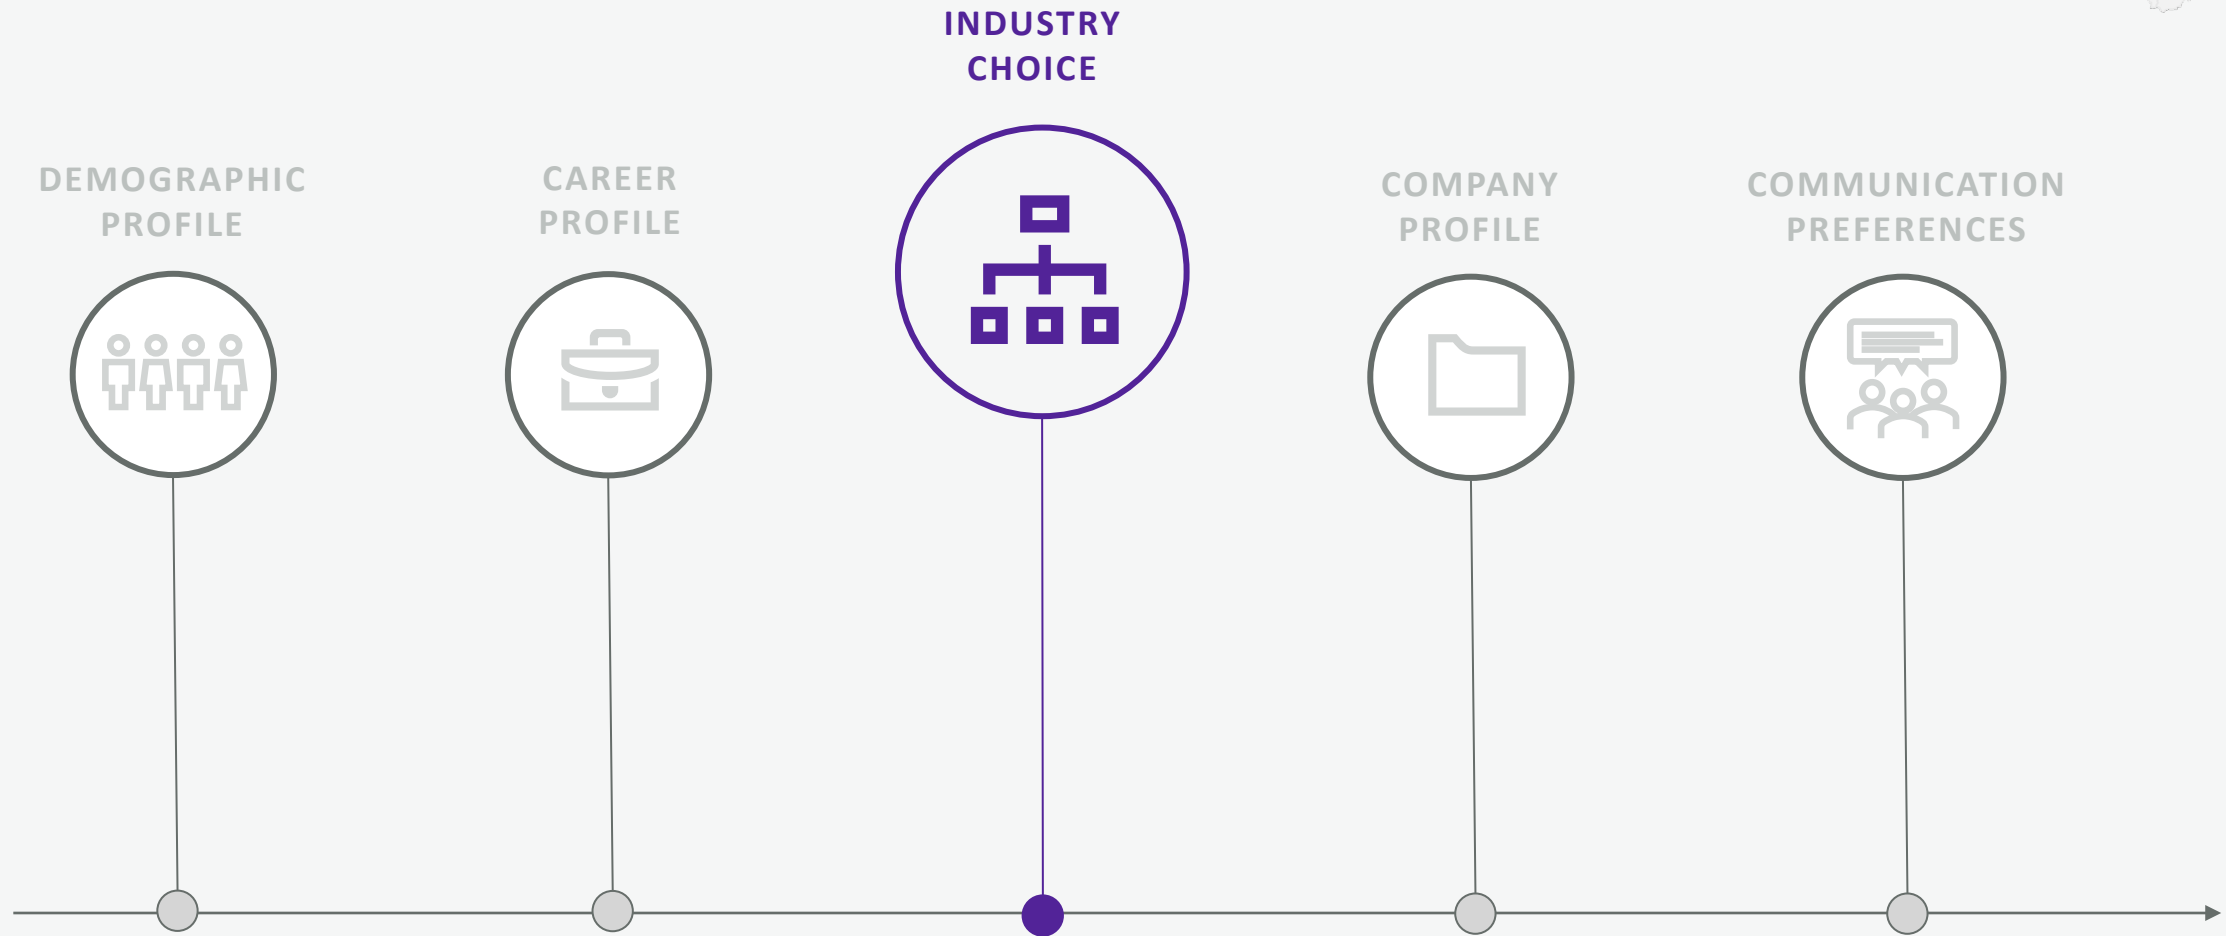 INDUSTRY
CHOICE
DEMOGRAPHIC
PROFILE
CAREER
PROFILE
COMPANY
PROFILE
COMMUNICATION
PREFERENCES